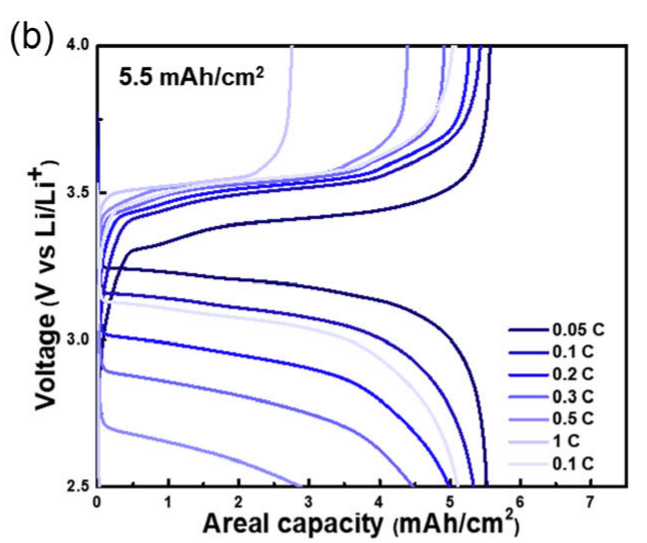 (b)
4.0
5.5 mAh/cm²
3.5
3.0
2.5
Voltage (V vs Li/Li⁺)
0.05 C
0.1 C
0.2 C
0.3 C
0.5 C
1 C
0.1 C
0 1 2 3 4 5 6 7
Areal capacity (mAh/cm²)